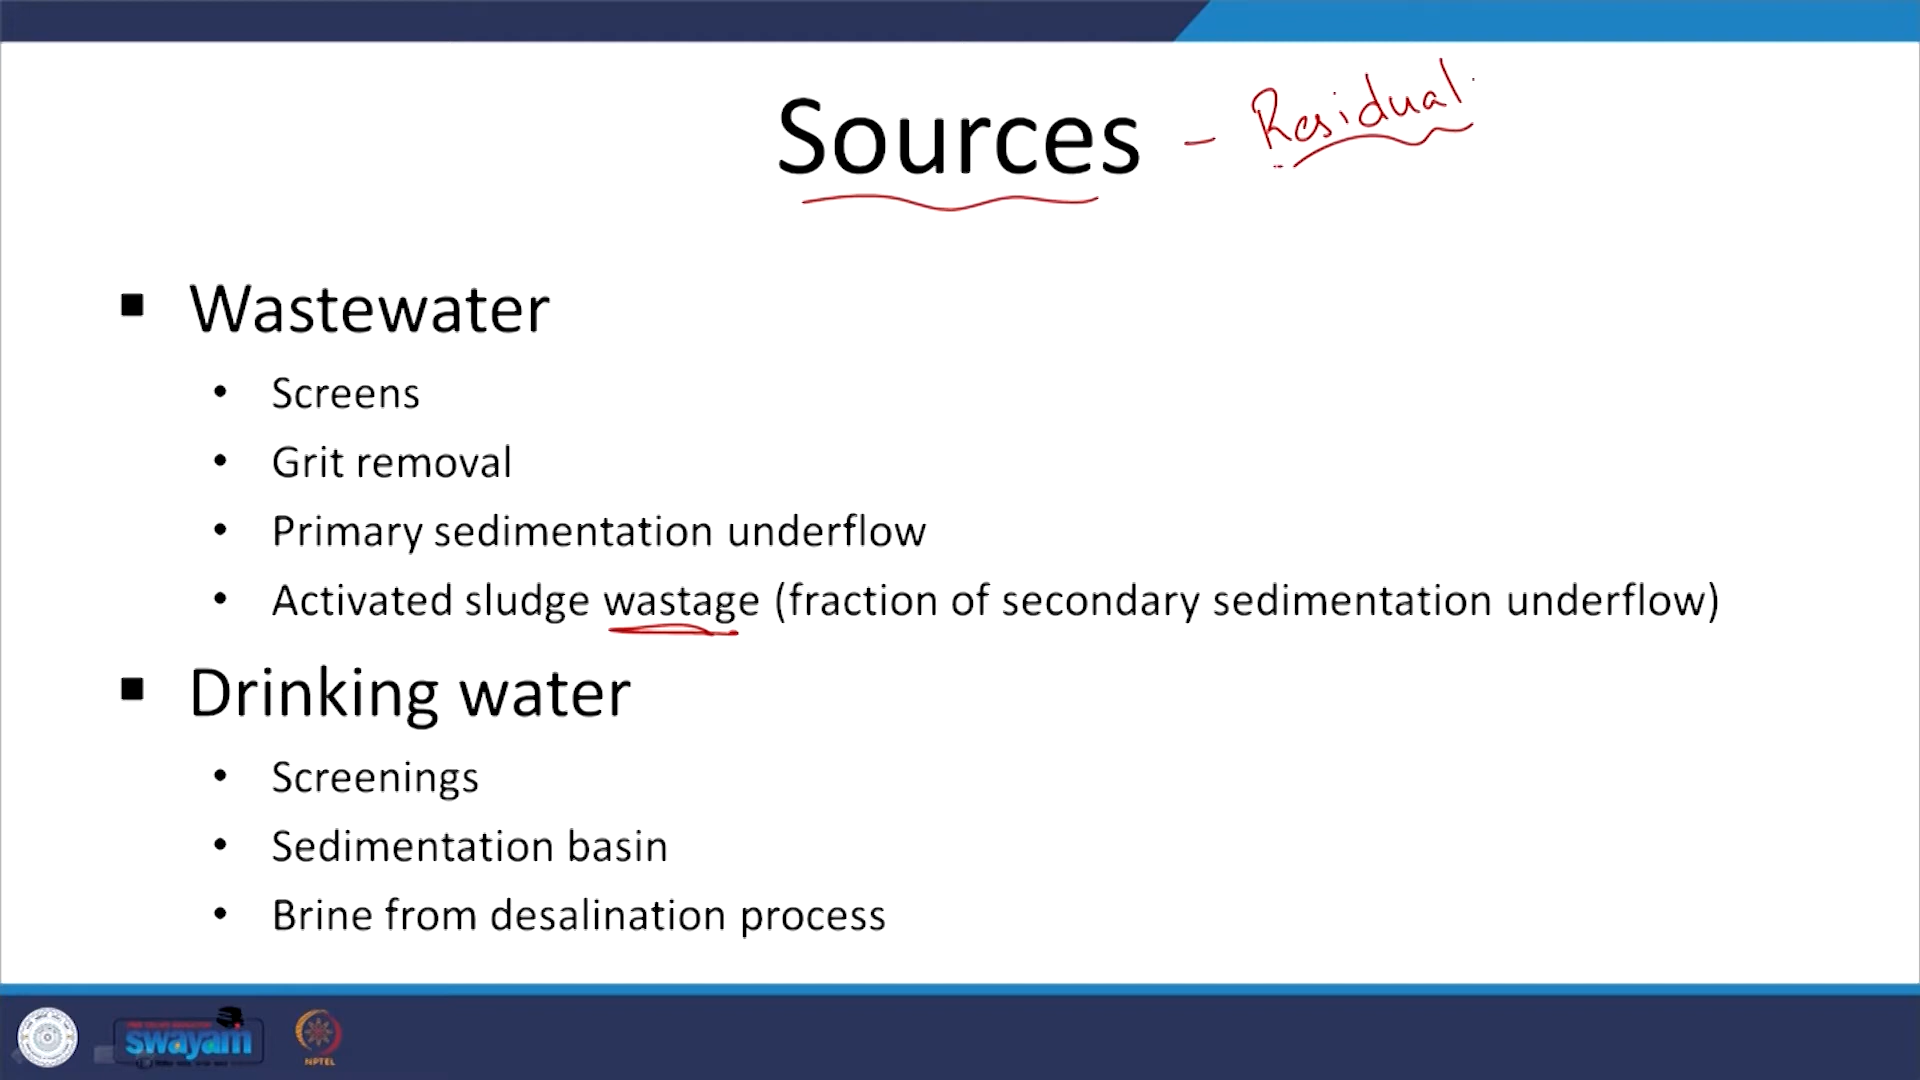 Sources - Residual
▪ Wastewater
• Screens
• Grit removal
• Primary sedimentation underflow
• Activated sludge wastage (fraction of secondary sedimentation underflow)
▪ Drinking water
• Screenings
• Sedimentation basin
• Brine from desalination process
swayam
NPTEL